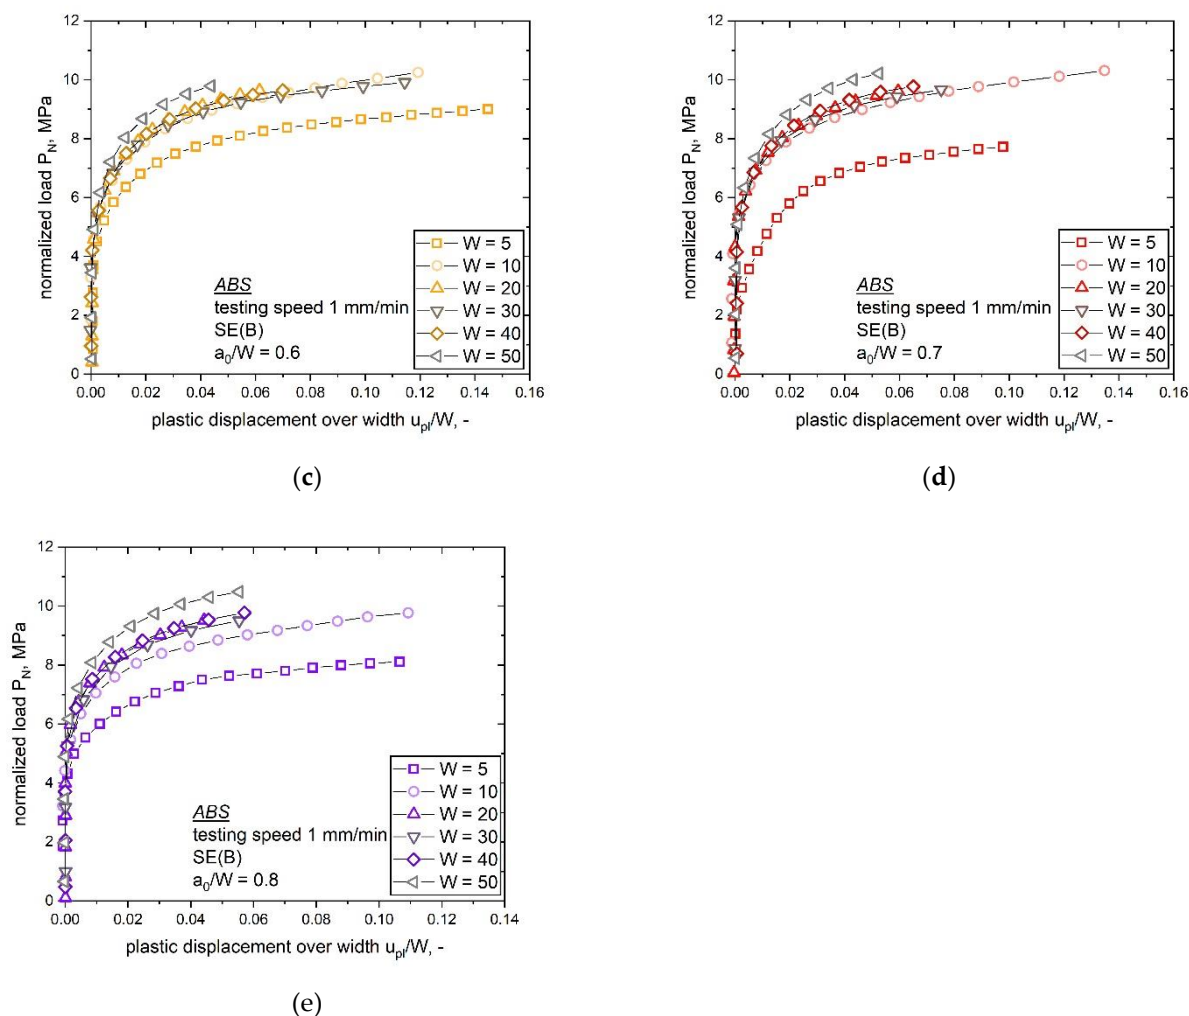 12
10
8
6
4
2
0
normalized load P_N, MPa
ABS
testing speed 1 mm/min
SE(B)
a_0/W = 0.6
W = 5
W = 10
W = 20
W = 30
W = 40
W = 50
0.00 0.02 0.04 0.06 0.08 0.10 0.12 0.14 0.16
plastic displacement over width u_pl/W, -
(c)
12
10
8
6
4
2
0
normalized load P_N, MPa
ABS
testing speed 1 mm/min
SE(B)
a_0/W = 0.7
W = 5
W = 10
W = 20
W = 30
W = 40
W = 50
0.00 0.02 0.04 0.06 0.08 0.10 0.12 0.14 0.16
plastic displacement over width u_pl/W, -
(d)
12
10
8
6
4
2
0
normalized load P_N, MPa
ABS
testing speed 1 mm/min
SE(B)
a_0/W = 0.8
W = 5
W = 10
W = 20
W = 30
W = 40
W = 50
0.00 0.02 0.04 0.06 0.08 0.10 0.12 0.14
plastic displacement over width u_pl/W, -
(e)